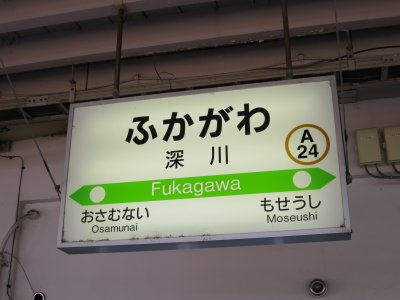 ふかがわ
深川
A
24
Fukagawa
おさむない
Osamunai
もせうし
Moseushi